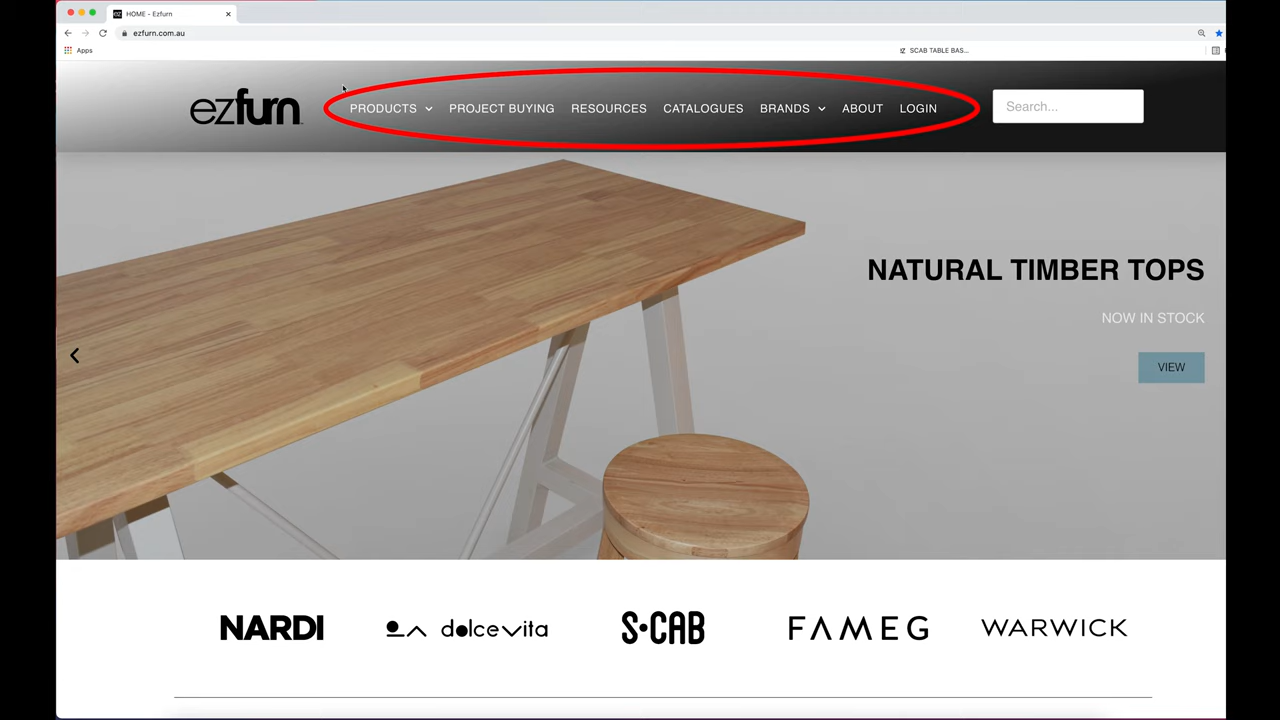 HOME - Ezfurn
ezfurn.com.au
Apps
SCAB TABLE BAS...
ezfurn
PRODUCTS PROJECT BUYING RESOURCES CATALOGUES BRANDS ABOUT LOGIN
Search...
NATURAL TIMBER TOPS
NOW IN STOCK
VIEW
NARDI dolcevita S•CAB FAMEG WARWICK